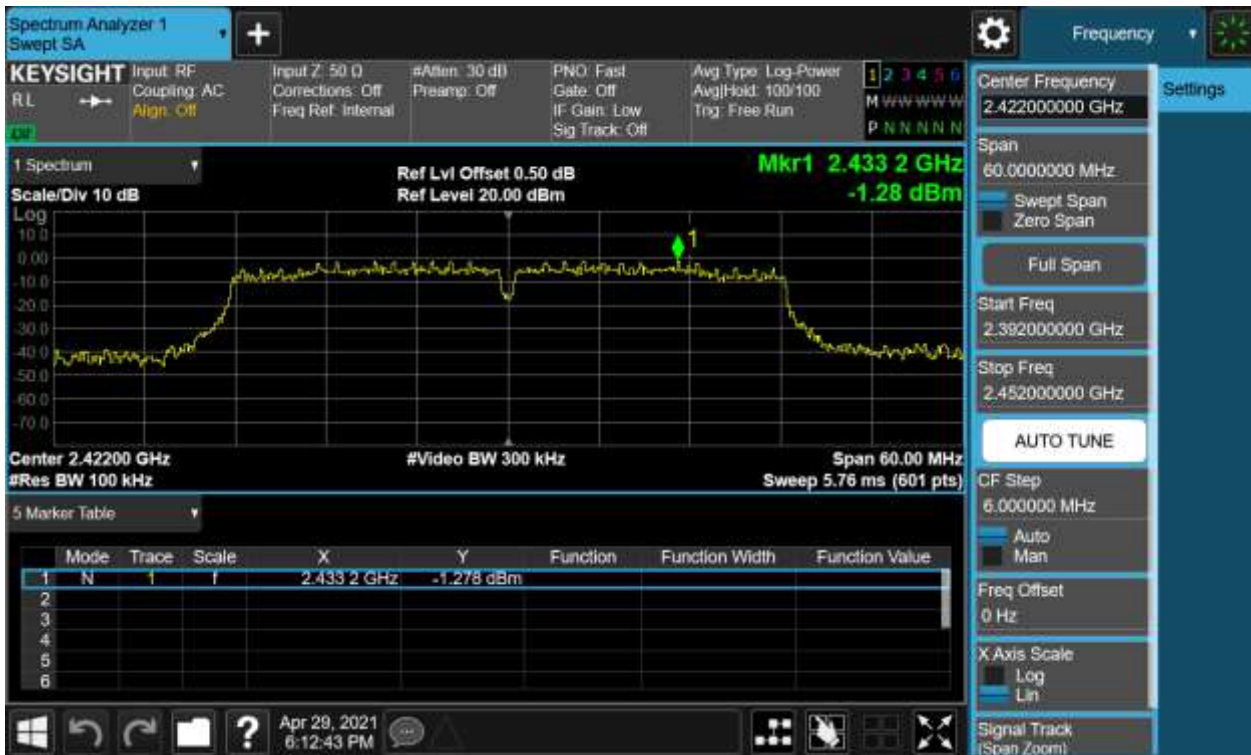 Spectrum Analyzer 1
Swept SA
Frequency
KEYSIGHT
RL
Input: RF
Coupling: AC
Align: Off
Input Z: 50 Ω
Corrections: Off
Freq Ref: Internal
#Atten: 30 dB
Preamp: Off
PNO: Fast
Gate: Off
IF Gain: Low
Sig Track: Off
Avg Type: Log-Power
Avg|Hold: 100/100
Trig: Free Run
1 2 3 4 5 6
M W W W W W
P N N N N N
1 Spectrum
Scale/Div 10 dB
Ref Lvl Offset 0.50 dB
Ref Level 20.00 dBm
Mkr1 2.433 2 GHz
-1.28 dBm
Log
10.0
0.00
-10.0
-20.0
-30.0
-40.0
-50.0
-60.0
-70.0
1
Center 2.42200 GHz
#Res BW 100 kHz
#Video BW 300 kHz
Span 60.00 MHz
Sweep 5.76 ms (601 pts)
5 Marker Table
Mode Trace Scale X Y Function Function Width Function Value
1 N 1 f 2.433 2 GHz -1.278 dBm
2
3
4
5
6
Apr 29, 2021
6:12:43 PM
Center Frequency
2.422000000 GHz
Settings
Span
60.0000000 MHz
Swept Span
Zero Span
Full Span
Start Freq
2.392000000 GHz
Stop Freq
2.452000000 GHz
AUTO TUNE
CF Step
6.000000 MHz
Auto
Man
Freq Offset
0 Hz
X Axis Scale
Log
Lin
Signal Track
(Span Zoom)